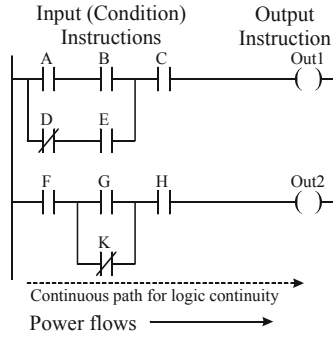 Input (Condition) Output
Instructions Instruction
A B C Out1
D E
F G H Out2
K
Continuous path for logic continuity
Power flows